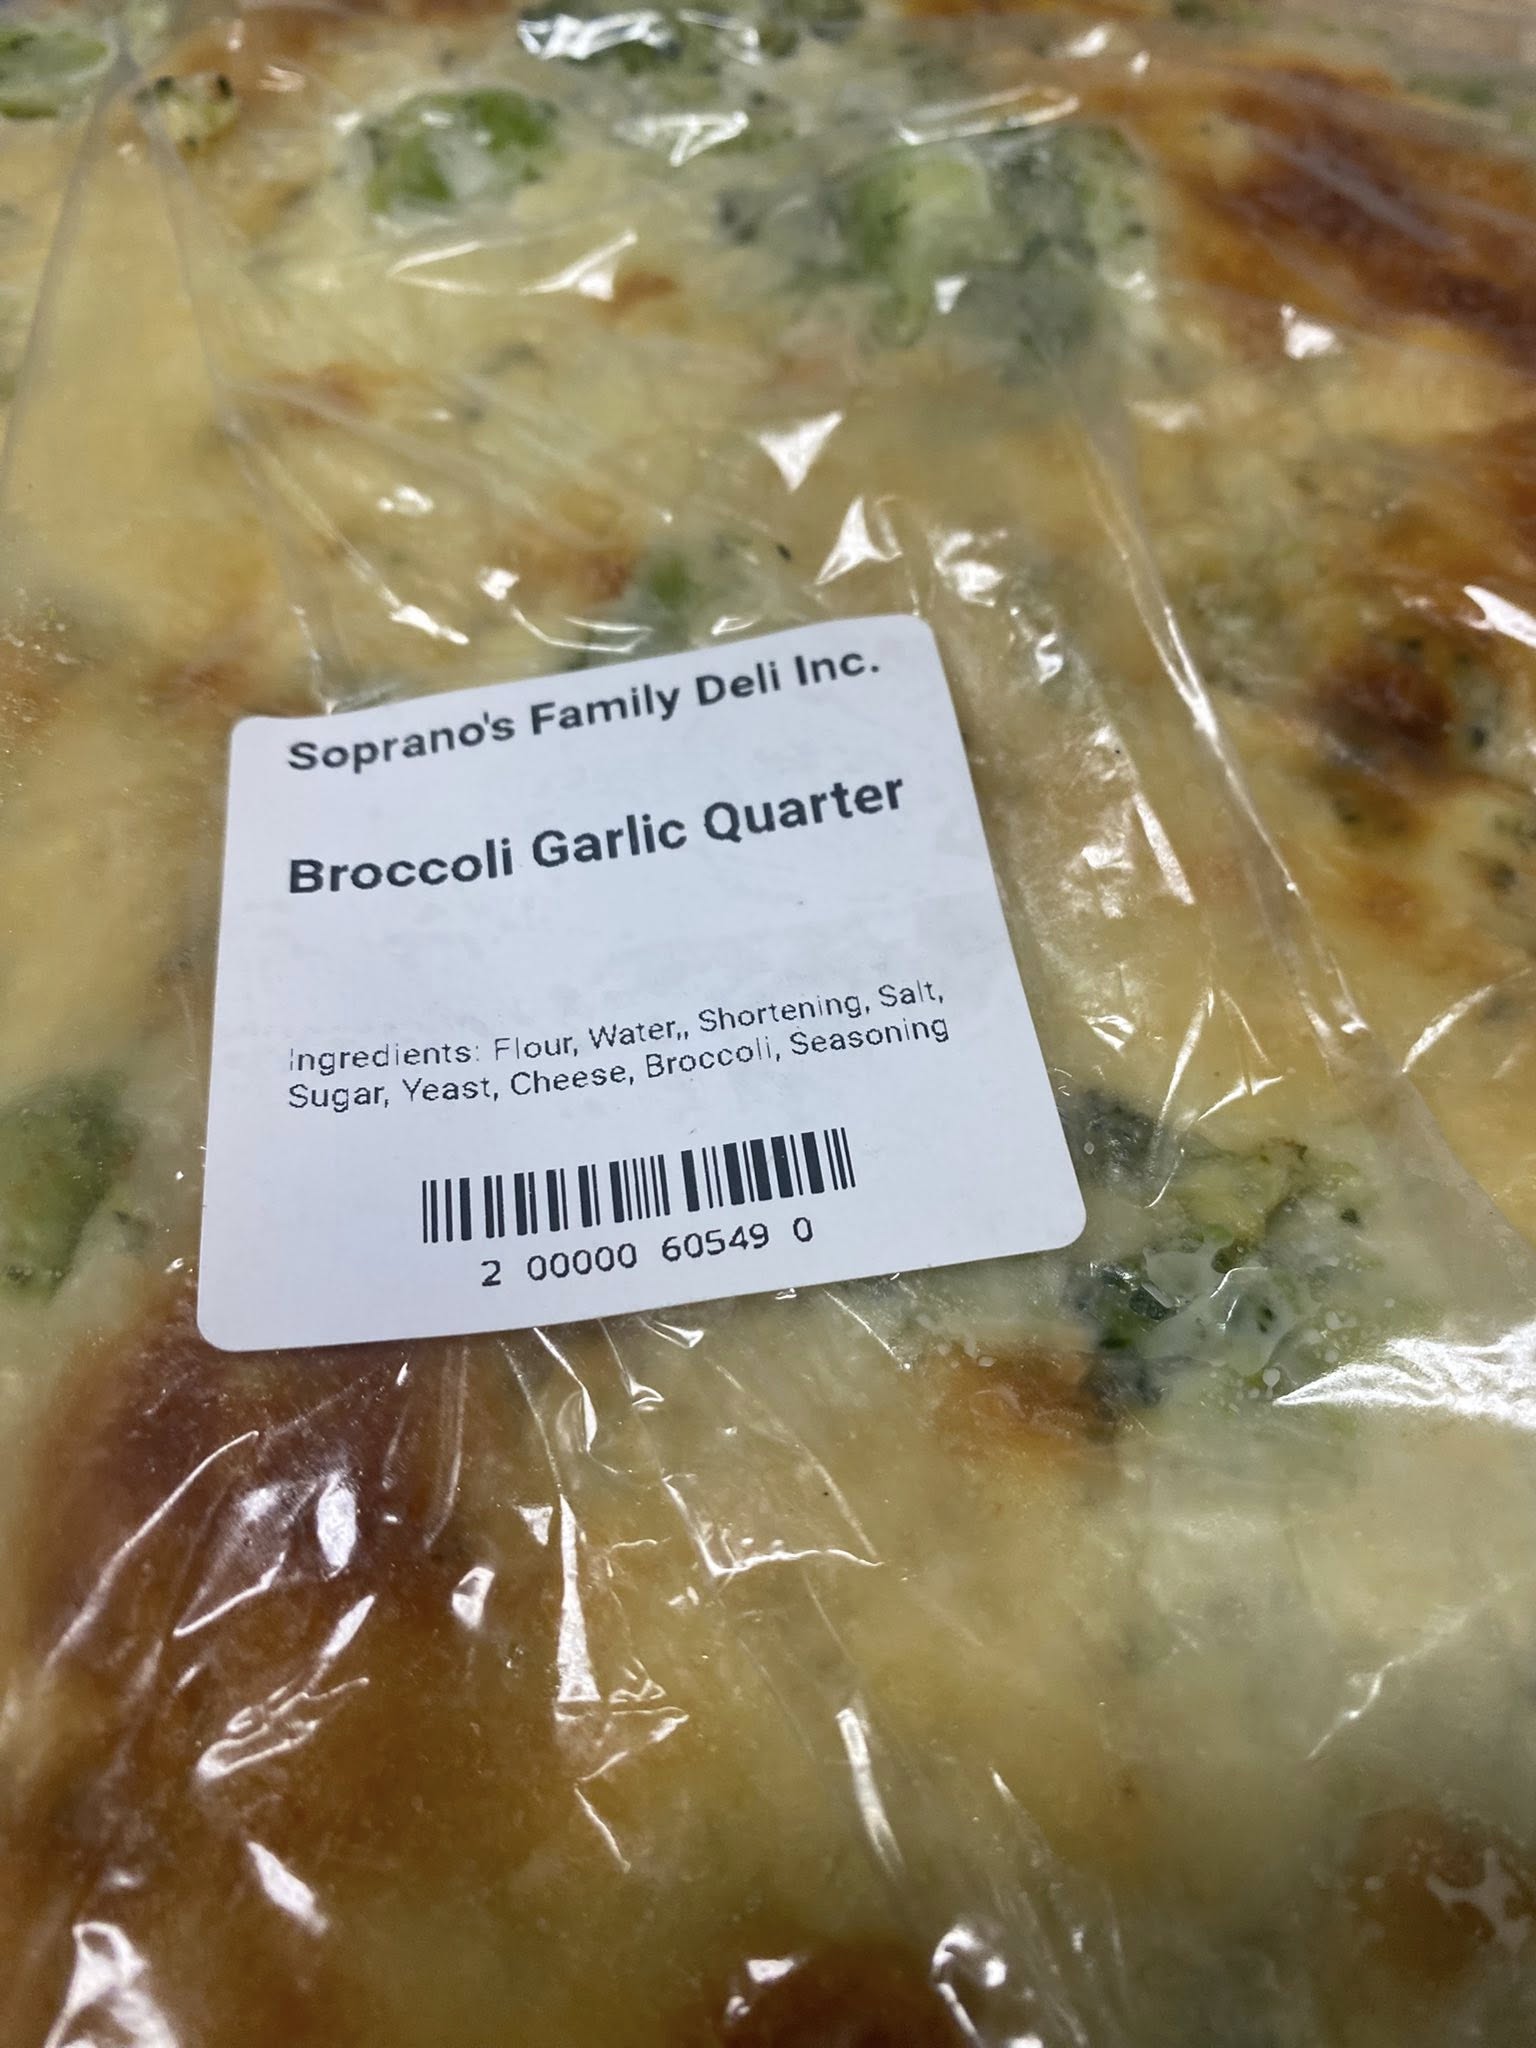 Soprano's Family Deli Inc.
Broccoli Garlic Quarter
Ingredients: Flour, Water,, Shortening, Salt,
Sugar, Yeast, Cheese, Broccoli, Seasoning
2 00000 60549 0